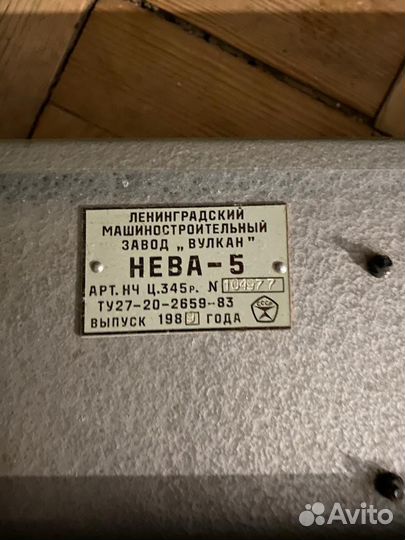 ЛЕНИНГРАДСКИЙ
МАШИНОСТРОИТЕЛЬНЫЙ
ЗАВОД „ВУЛКАН"
НЕВА-5
АРТ. НЧ Ц.345р. N 104977
ТУ27-20-2659-83
ВЫПУСК 198 ГОДА
СССР
Avito